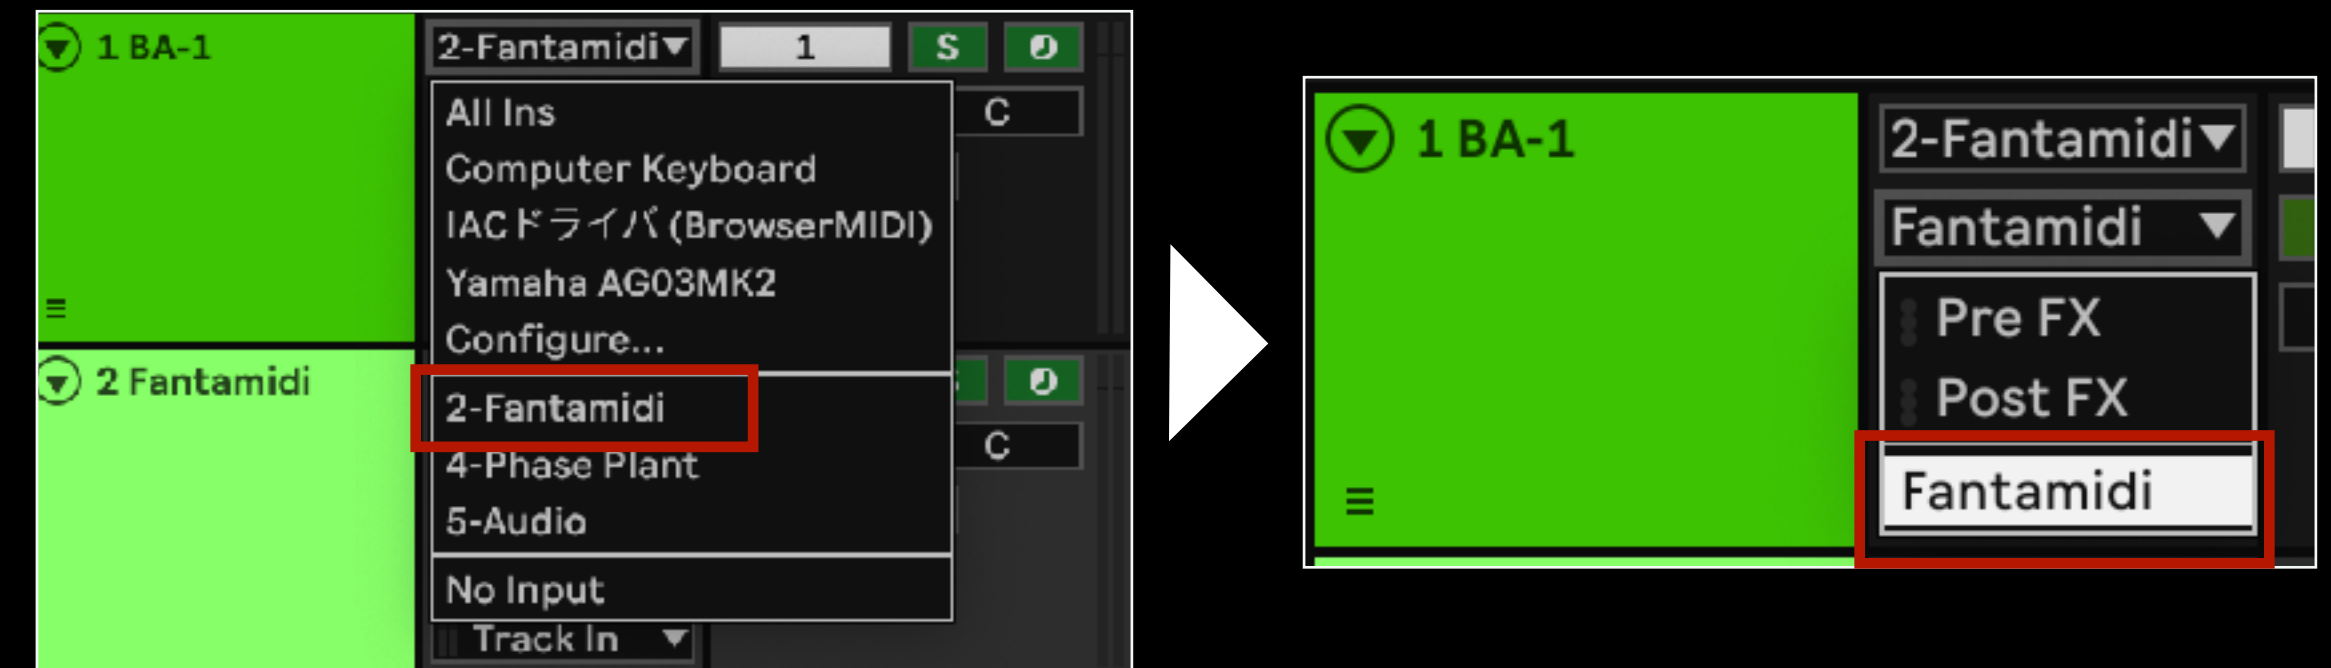 1 BA-1
2-Fantamidi
1
S
All Ins
C
Computer Keyboard
IACドライバ (BrowserMIDI)
Yamaha AG03MK2
Configure...
2 Fantamidi
2-Fantamidi
C
4-Phase Plant
5-Audio
No Input
Track In
1 BA-1
2-Fantamidi
Fantamidi
Pre FX
Post FX
Fantamidi